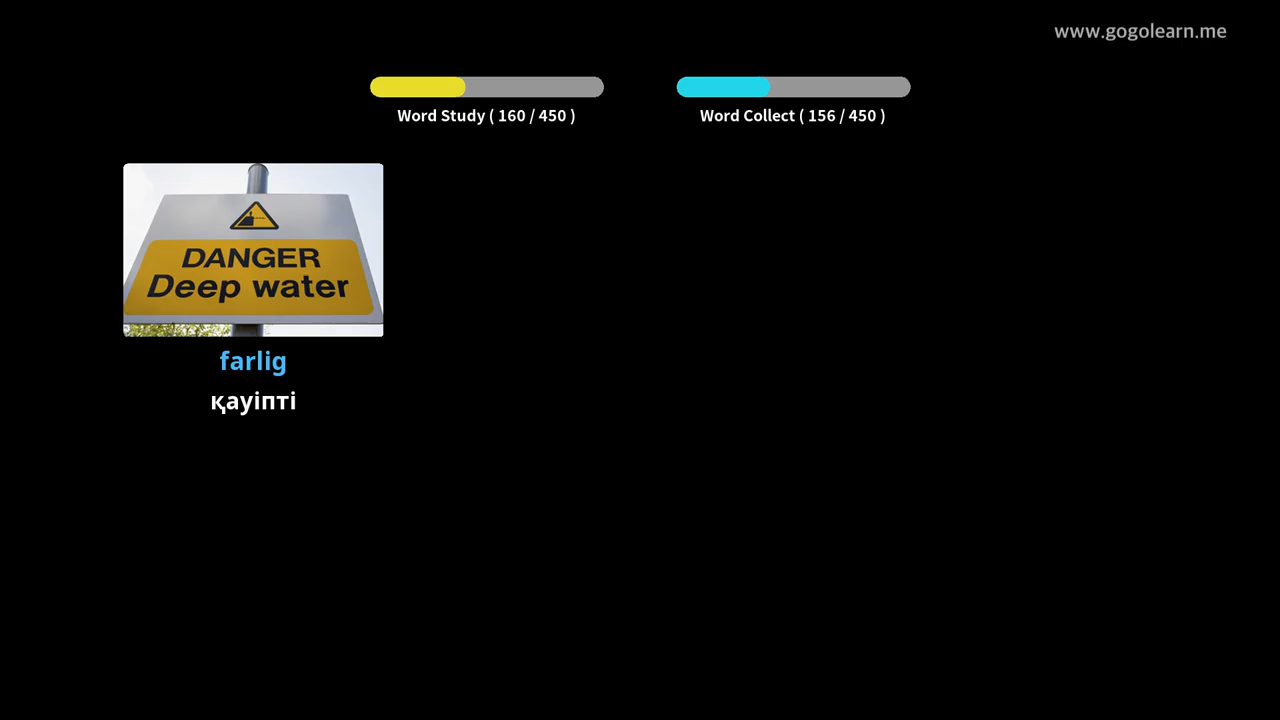 www.gogolearn.me
Word Study ( 160 / 450 )
Word Collect ( 156 / 450 )
DANGER
Deep water
farlig
қауіпті